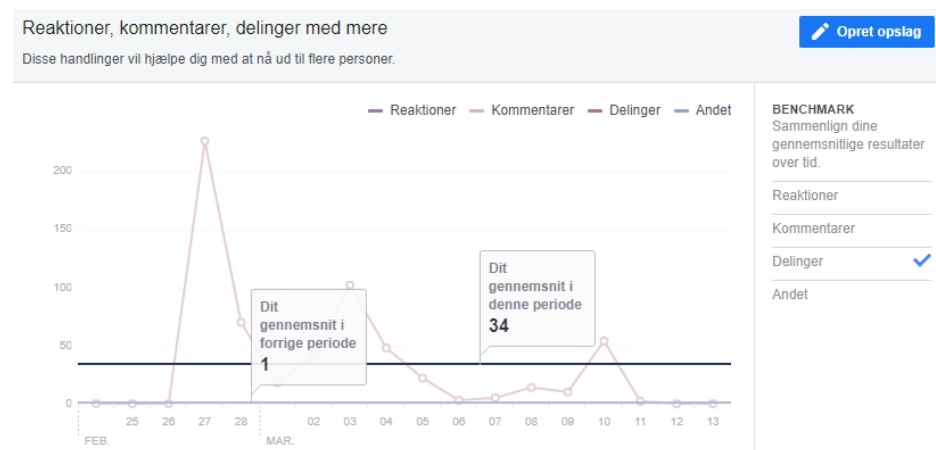 Reaktioner, kommentarer, delinger med mere
Opret opslag
Disse handlinger vil hjælpe dig med at nå ud til flere personer.
Reaktioner Kommentarer Delinger Andet
BENCHMARK
Sammenlign dine
gennemsnitlige resultater
over tid.
Reaktioner
Kommentarer
Delinger
Andet
200
150
100
50
0
Dit
gennemsnit i
forrige periode
1
Dit
gennemsnit i
denne periode
34
25 26 27 28 02 03 04 05 06 07 08 09 10 11 12 13
FEB. MAR.